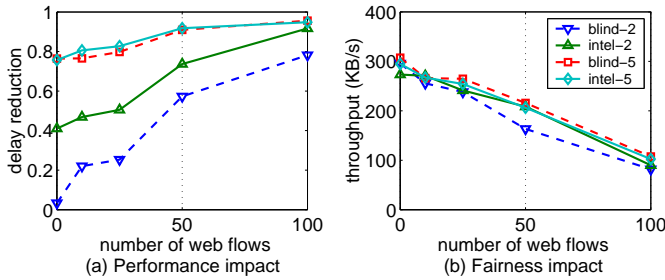 1
0.8
0.6
0.4
0.2
0
delay reduction
0
50
100
number of web flows
(a) Performance impact
400
300
200
100
0
throughput (KB/s)
blind−2
intel−2
blind−5
intel−5
0
50
100
number of web flows
(b) Fairness impact